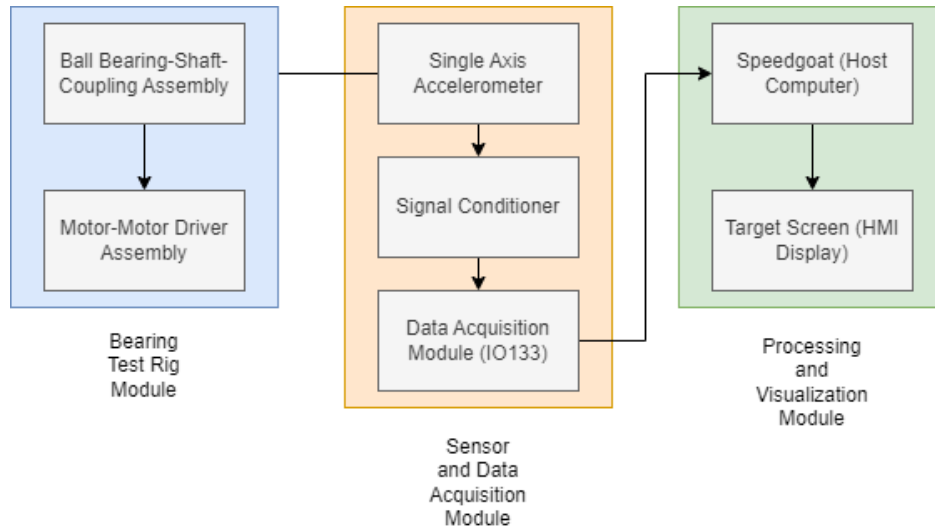 Ball Bearing-Shaft-
Coupling Assembly
Motor-Motor Driver
Assembly
Bearing
Test Rig
Module
Single Axis
Accelerometer
Signal Conditioner
Data Acquisition
Module (IO133)
Sensor
and Data
Acquisition
Module
Speedgoat (Host
Computer)
Target Screen (HMI
Display)
Processing
and
Visualization
Module